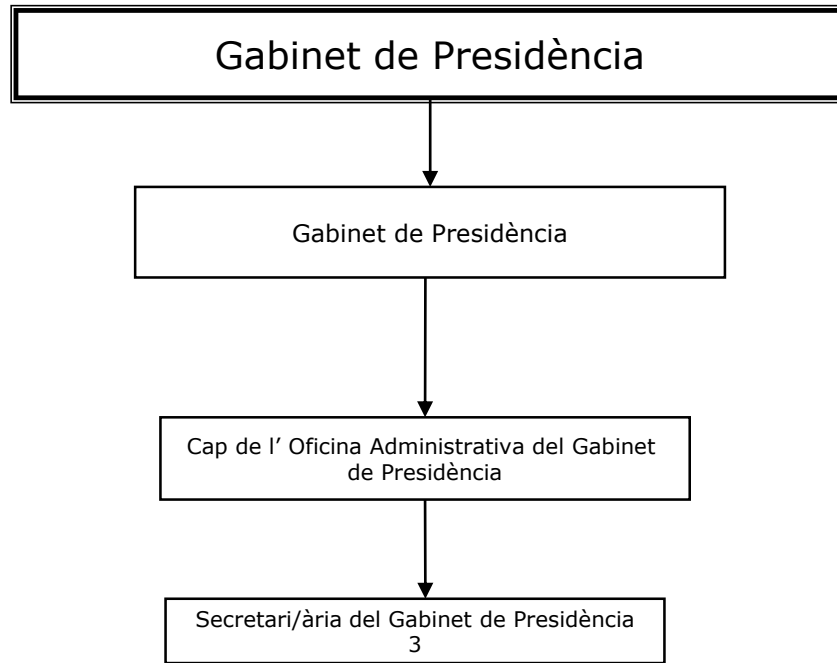 Gabinet de Presidència
Gabinet de Presidència
Cap de l’ Oficina Administrativa del Gabinet
de Presidència
Secretari/ària del Gabinet de Presidència
3